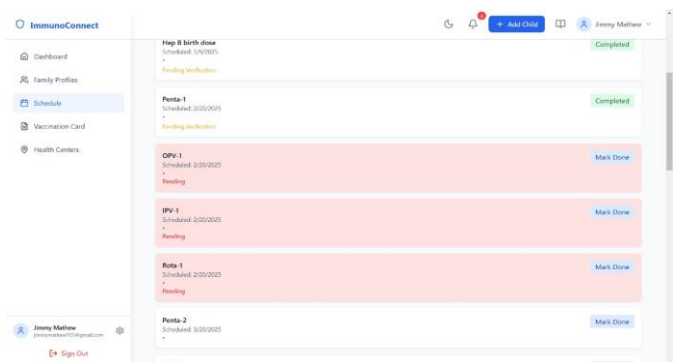 ImmunoConnect
+ Add Child
Jimmy Mathew
Dashboard
Family Profiles
Schedule
Vaccination Card
Health Centers
Hep B birth dose
Scheduled: 1/9/2025
Pending Verification
Completed
Penta-1
Scheduled: 2/20/2025
Pending Verification
Completed
OPV-1
Scheduled: 2/20/2025
Pending
Mark Done
IPV-1
Scheduled: 2/20/2025
Pending
Mark Done
Rota-1
Scheduled: 2/20/2025
Pending
Mark Done
Penta-2
Scheduled: 3/20/2025
Mark Done
Jimmy Mathew
Sign Out